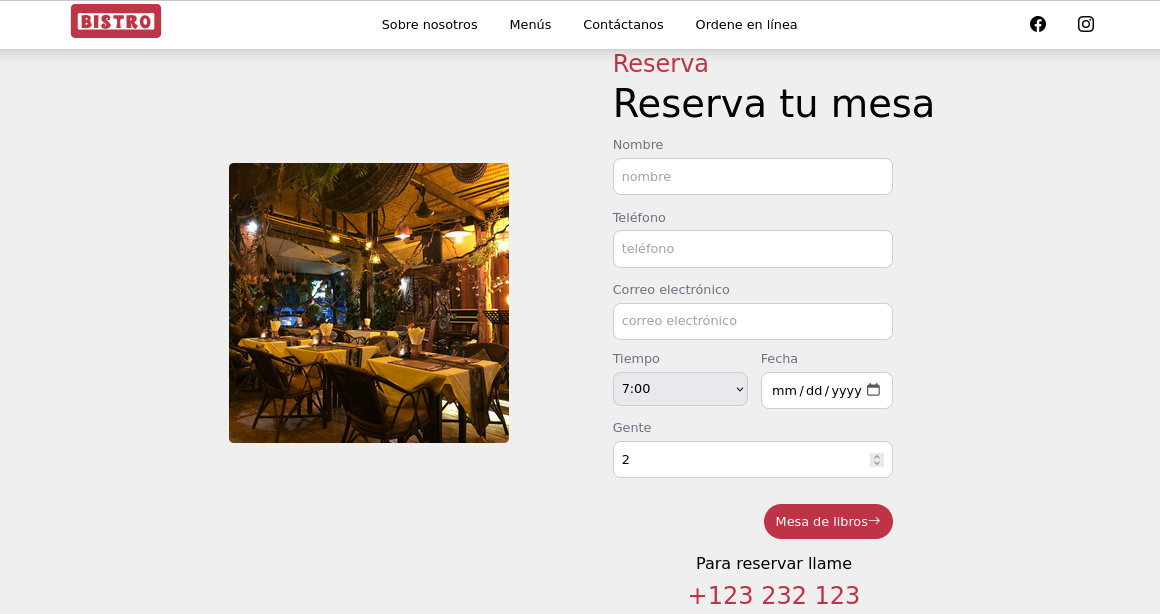 BISTRO
Sobre nosotros
Menús
Contáctanos
Ordene en línea
Reserva
Reserva tu mesa
Nombre
nombre
Teléfono
teléfono
Correo electrónico
correo electrónico
Tiempo
Fecha
7:00
mm/dd/yyyy
Gente
2
Mesa de libros→
Para reservar llame
+123 232 123